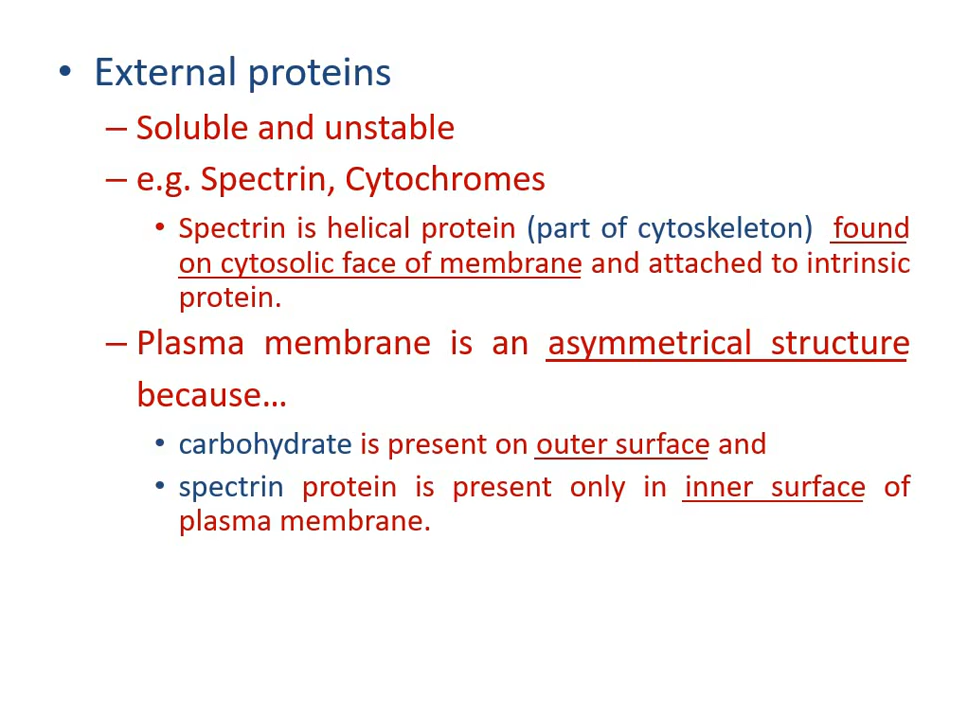 • External proteins
– Soluble and unstable
– e.g. Spectrin, Cytochromes
• Spectrin is helical protein (part of cytoskeleton) found
on cytosolic face of membrane and attached to intrinsic
protein.
– Plasma membrane is an asymmetrical structure
because…
• carbohydrate is present on outer surface and
• spectrin protein is present only in inner surface of
plasma membrane.